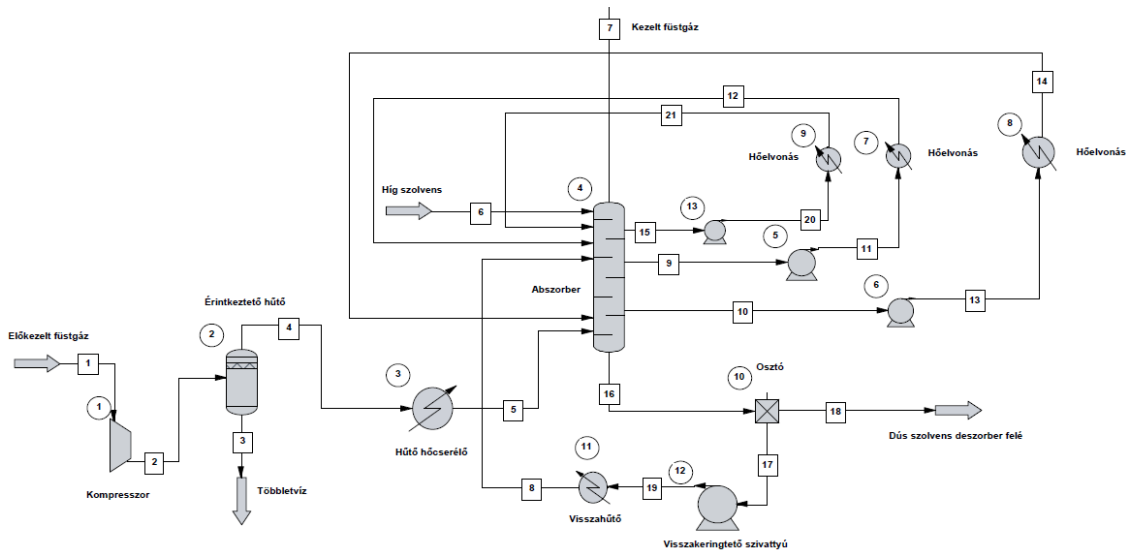 7
Kezelt füstgáz
14
12
21
9
7
8
Hőelvonás
Hőelvonás
Hőelvonás
Híg szolvens
6
4
13
20
15
5
11
9
6
Abszorber
10
13
Érintkeztető hűtő
2
4
Előkezelt füstgáz
1
1
3
5
Hűtő hőcserélő
2
Kompresszor
3
Többletvíz
16
10
Osztó
18
Dús szolvens deszorber felé
17
11
12
8
19
Visszahűtő
Visszakeringtető szivattyú